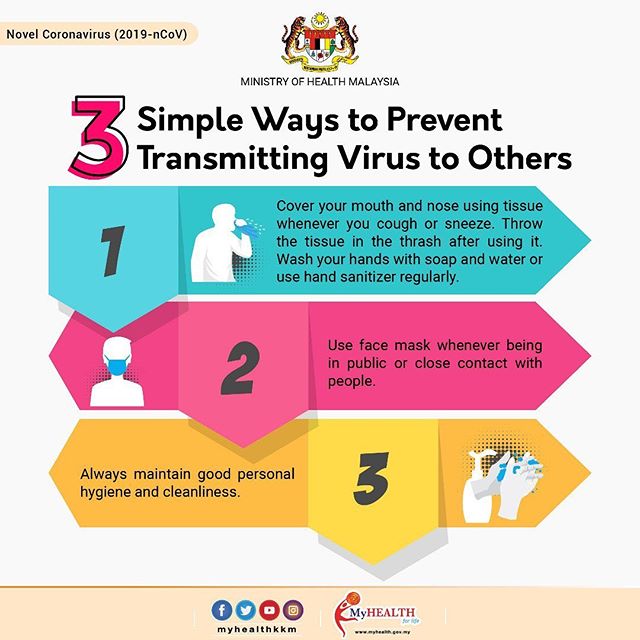 Novel Coronavirus (2019-nCoV)
MINISTRY OF HEALTH MALAYSIA
3 Simple Ways to Prevent
Transmitting Virus to Others
1
Cover your mouth and nose using tissue
whenever you cough or sneeze. Throw
the tissue in the thrash after using it.
Wash your hands with soap and water or
use hand sanitizer regularly.
2
Use face mask whenever being
in public or close contact with
people.
Always maintain good personal
hygiene and cleanliness.
3
myhealthkkm
MyHEALTH
for life
www.myhealth.gov.my